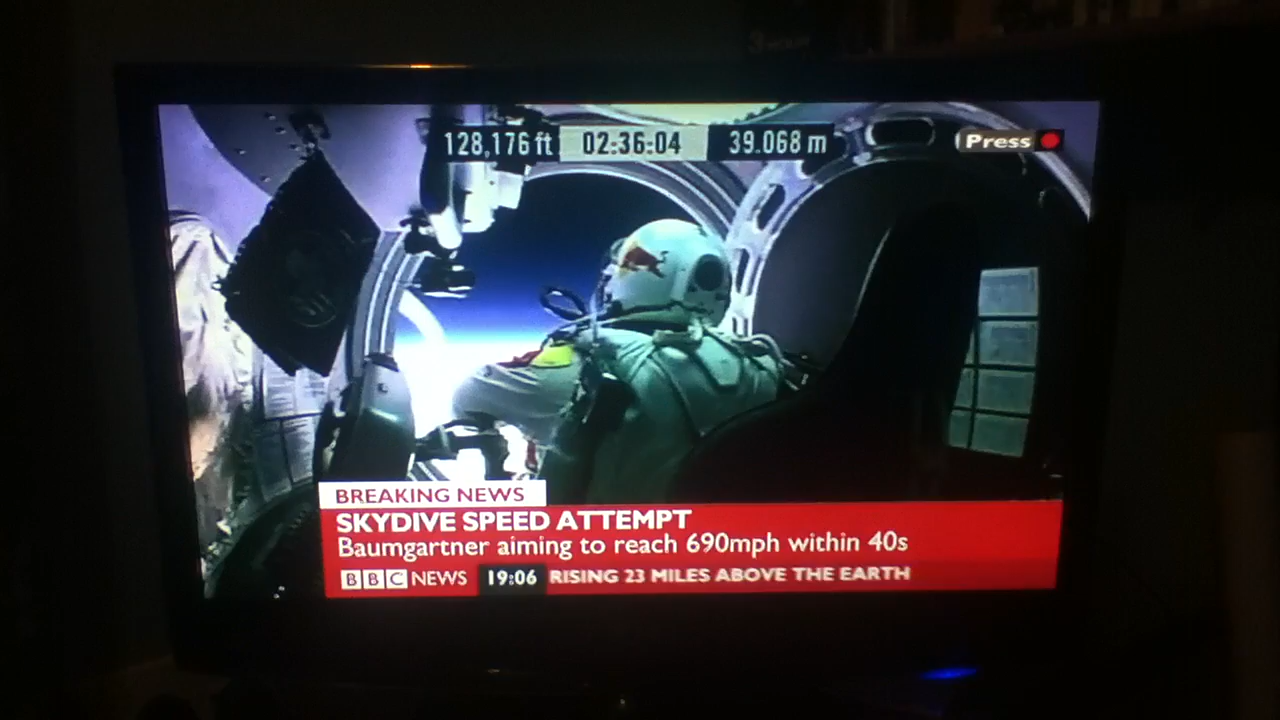 128,176 ft 02:36:04 39.068 m Press
BREAKING NEWS
SKYDIVE SPEED ATTEMPT
Baumgartner aiming to reach 690mph within 40s
BBC NEWS 19:06 RISING 23 MILES ABOVE THE EARTH